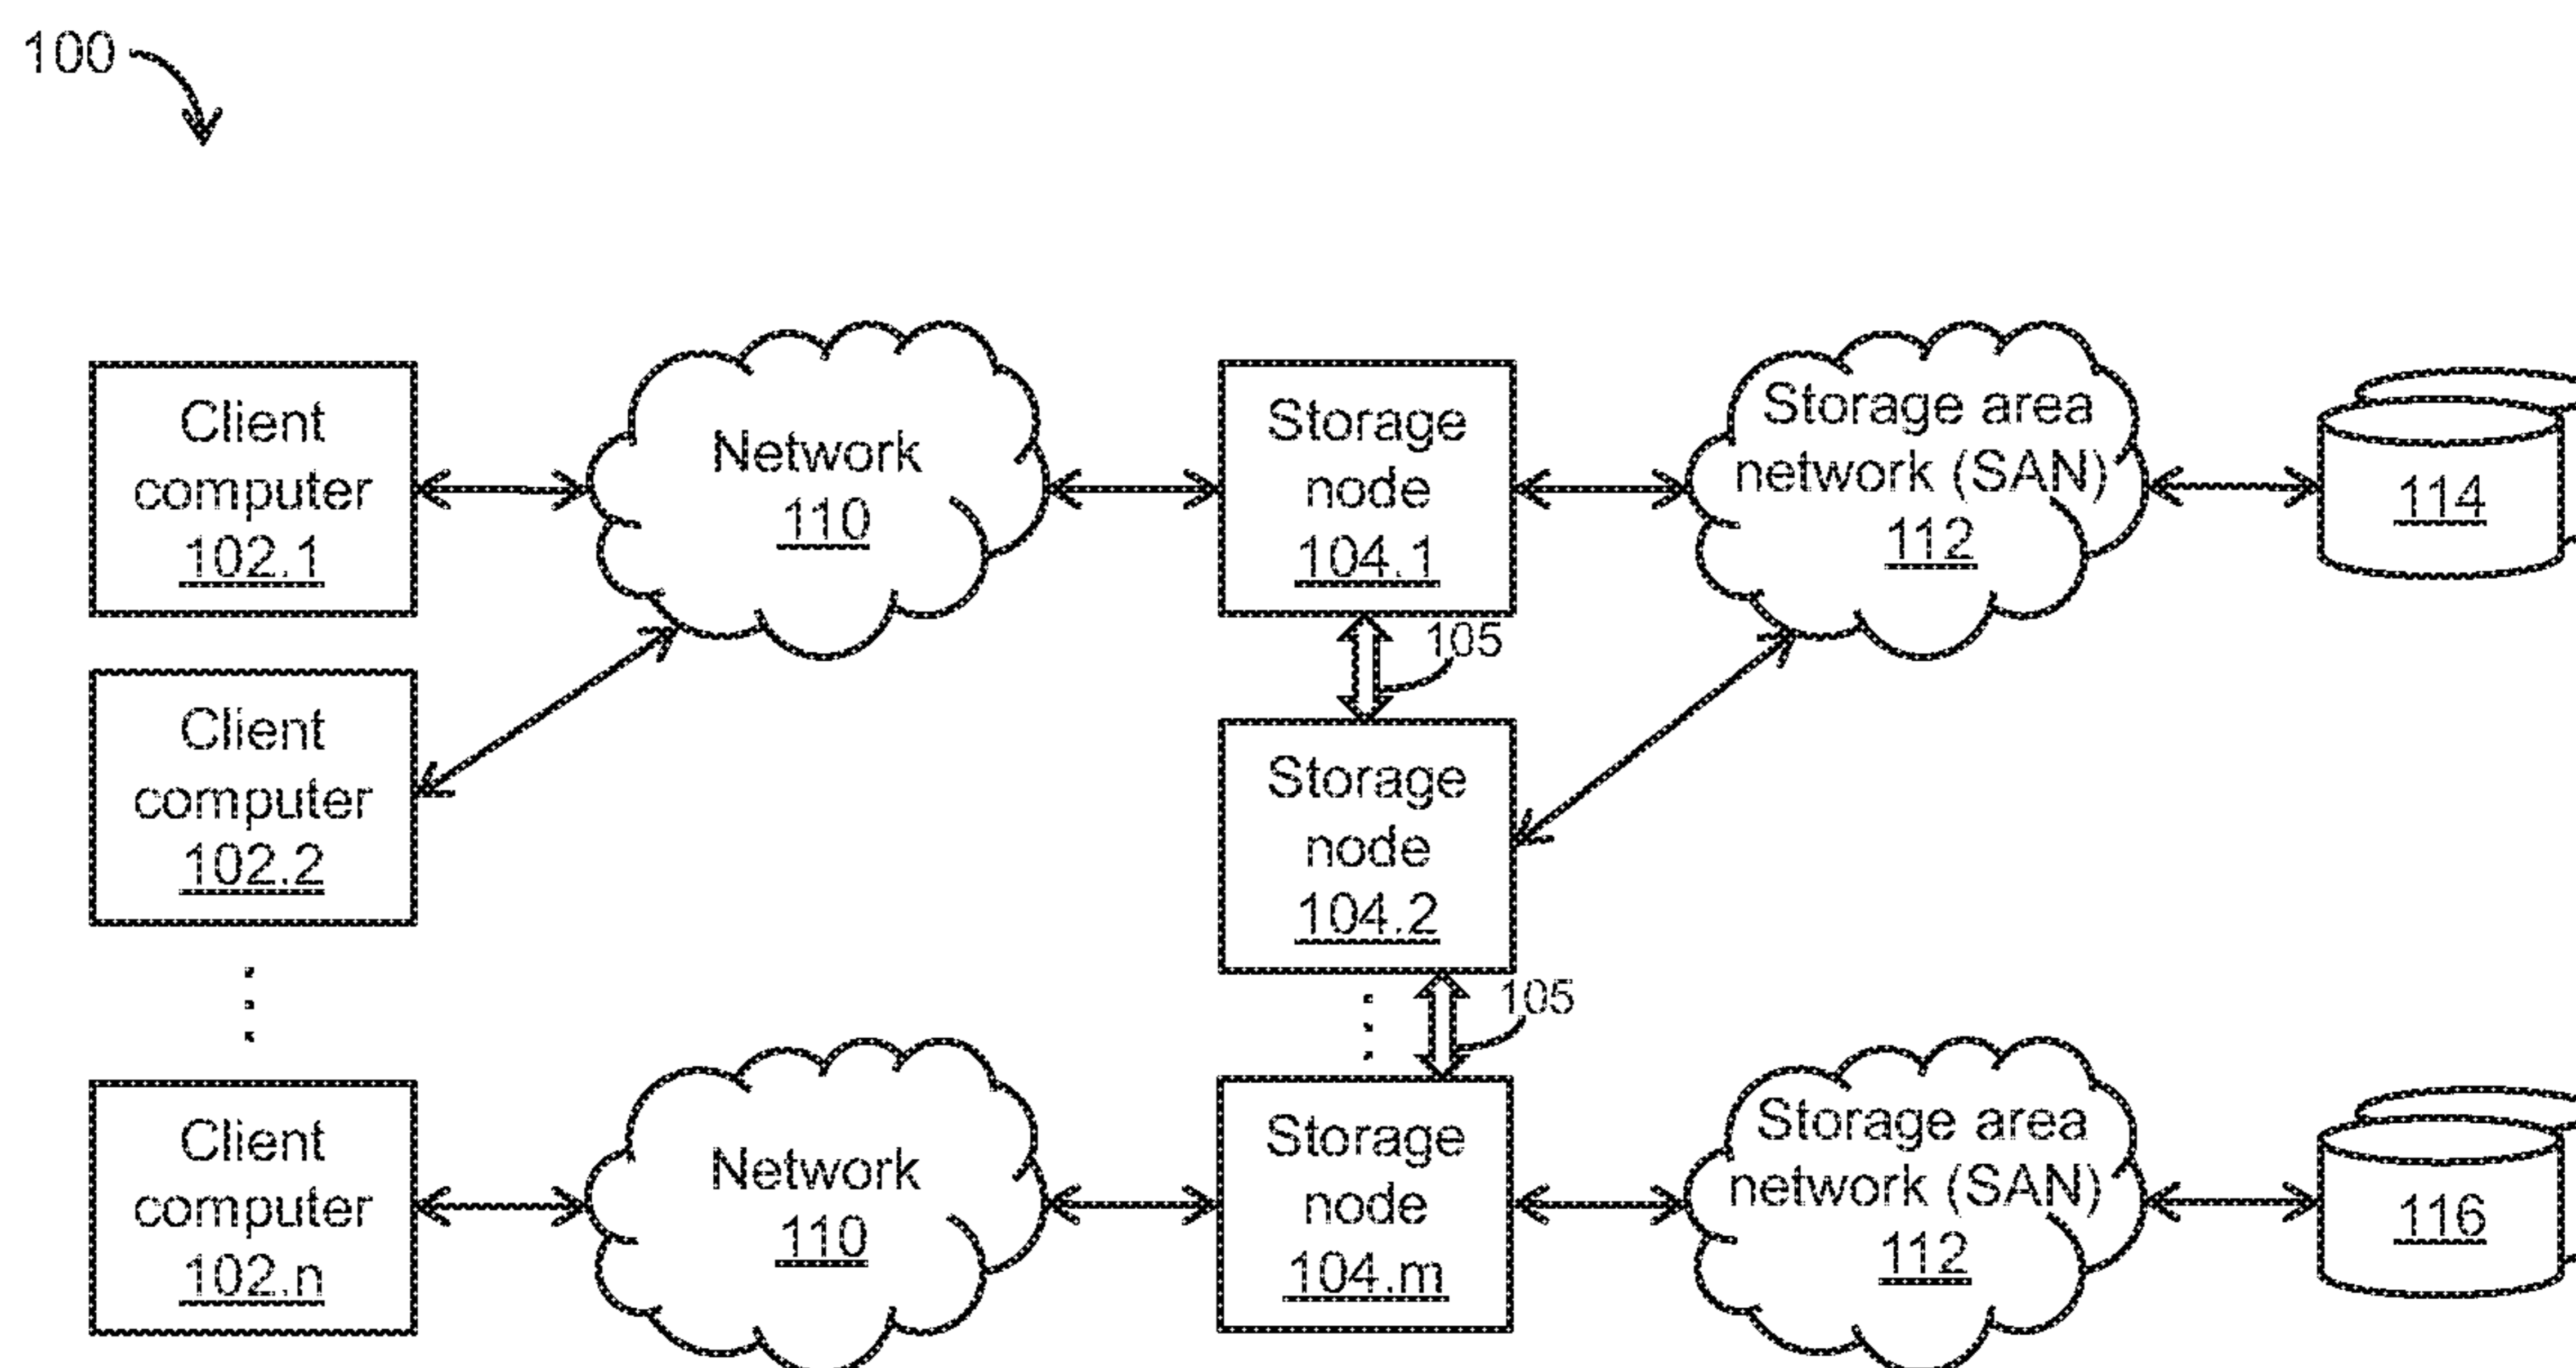 100
Client
computer
102.1
Network
110
Storage
node
104.1
Storage area
network (SAN)
112
114
105
Client
computer
102.2
Storage
node
104.2
105
Client
computer
102.n
Network
110
Storage
node
104.m
Storage area
network (SAN)
112
116